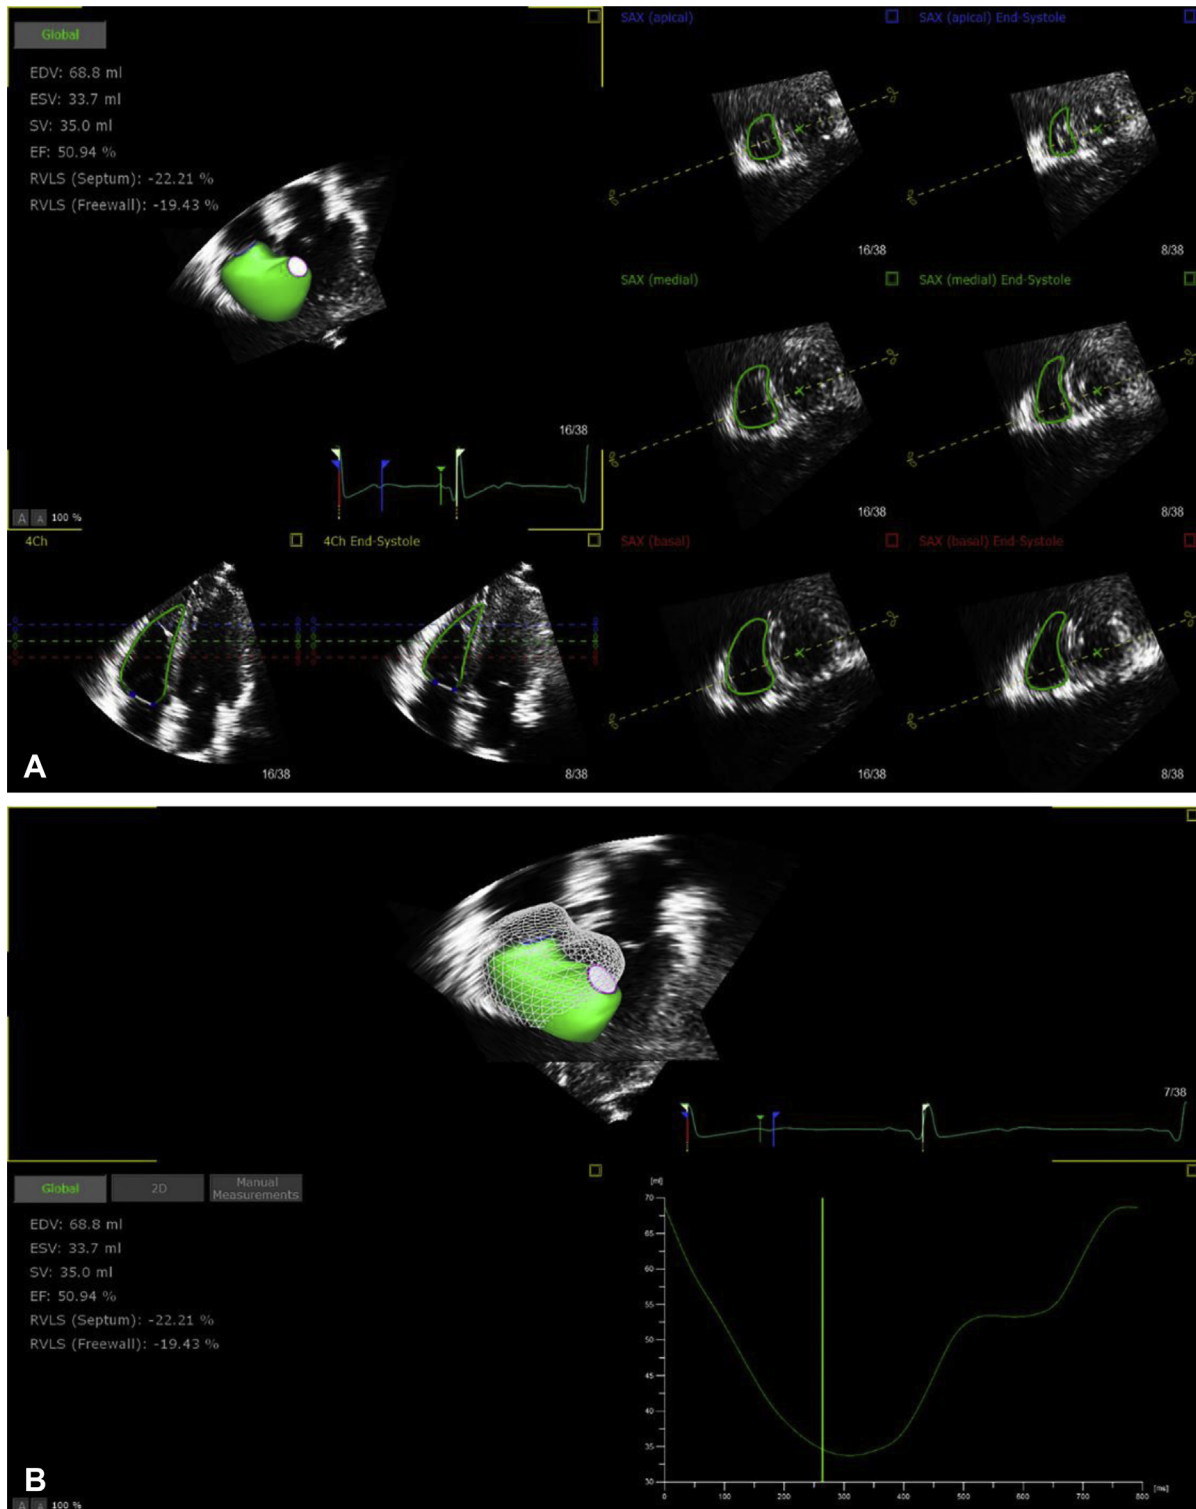 Global
EDV: 68.8 ml
ESV: 33.7 ml
SV: 35.0 ml
EF: 50.94 %
RVLS (Septum): -22.21 %
RVLS (Freewall): -19.43 %
16/38
A A 100 %
SAX (apical)
16/38
SAX (apical) End-Systole
8/38
SAX (medial)
16/38
SAX (medial) End-Systole
8/38
4Ch
16/38
4Ch End-Systole
8/38
SAX (basal)
16/38
SAX (basal) End-Systole
8/38
A
7/38
Global
2D
Manual
Measurements
EDV: 68.8 ml
ESV: 33.7 ml
SV: 35.0 ml
EF: 50.94 %
RVLS (Septum): -22.21 %
RVLS (Freewall): -19.43 %
[ml]
70
65
60
55
50
45
40
35
30
0 100 200 300 400 500 600 700 800 [ms]
B
A A 100 %